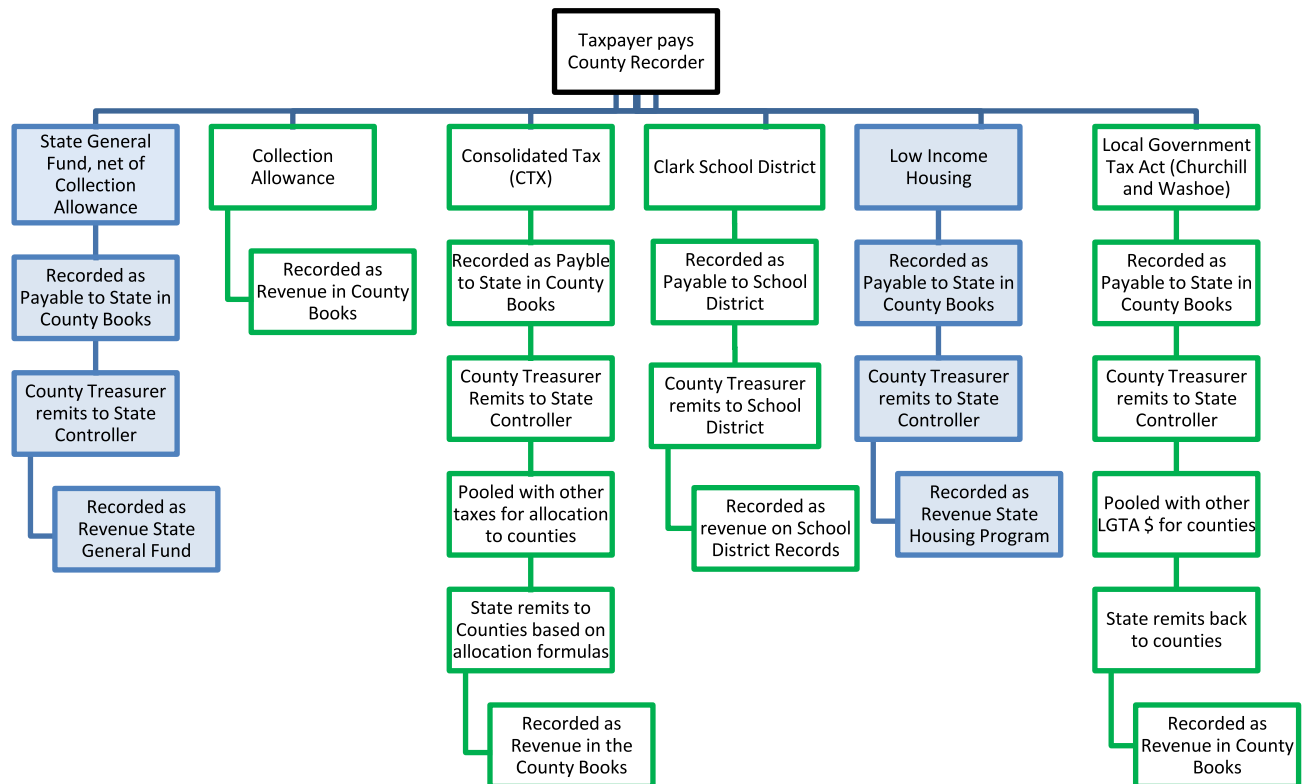 Taxpayer pays
County Recorder
State General
Fund, net of
Collection
Allowance
Recorded as
Payable to State in
County Books
County Treasurer
remits to State
Controller
Recorded as
Revenue State
General Fund
Collection
Allowance
Recorded as
Revenue in County
Books
Consolidated Tax
(CTX)
Recorded as Payble
to State in County
Books
County Treasurer
Remits to State
Controller
Pooled with other
taxes for allocation
to counties
State remits to
Counties based on
allocation formulas
Recorded as
Revenue in the
County Books
Clark School District
Recorded as
Payable to School
District
County Treasurer
remits to School
District
Recorded as
revenue on School
District Records
Low Income
Housing
Recorded as
Payable to State in
County Books
County Treasurer
remits to State
Controller
Recorded as
Revenue State
Housing Program
Local Government
Tax Act (Churchill
and Washoe)
Recorded as
Payable to State in
County Books
County Treasurer
remits to State
Controller
Pooled with other
LGTA $ for counties
State remits back
to counties
Recorded as
Revenue in County
Books